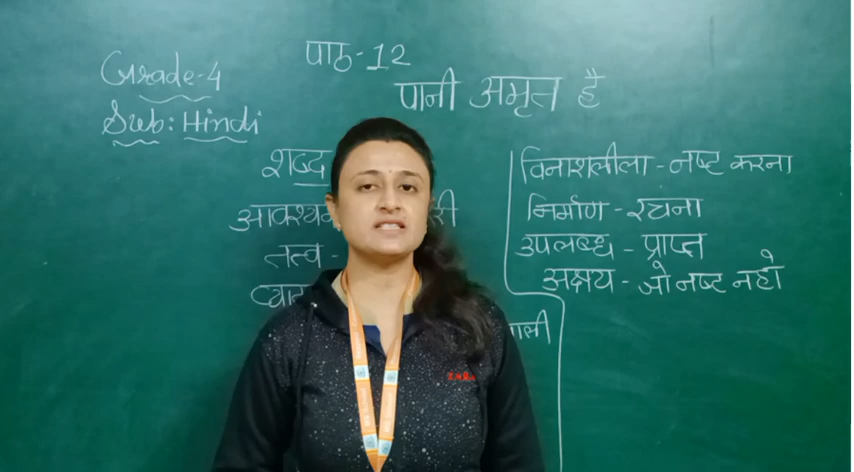 Grade-4
Sub: Hindi
पाठ-12
पानी अमृत है
शब्द
तत्व -
विनाशलीला - नष्ट करना
निर्माण - रचना
उपलब्ध - प्राप्त
अक्षय - जो नष्ट नहो